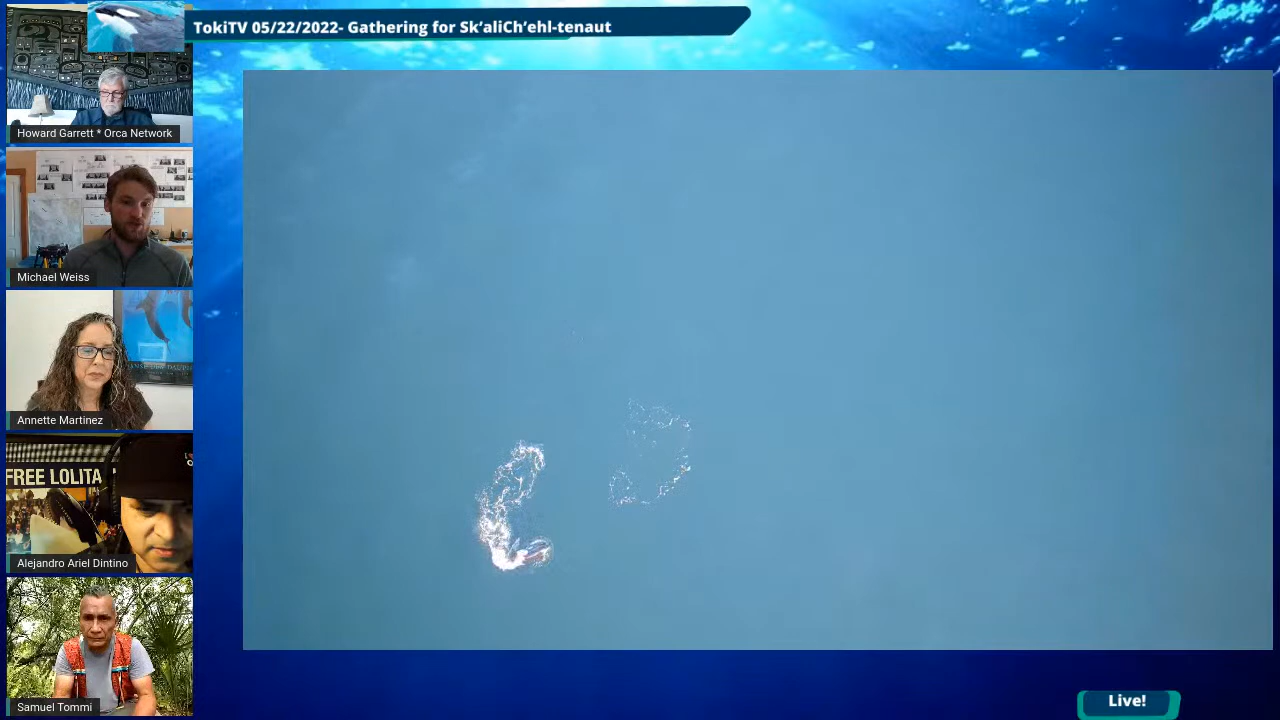 TokiTV 05/22/2022- Gathering for Sk‘aliCh‘ehl-tenaut
Howard Garrett * Orca Network
Michael Weiss
Annette Martinez
FREE LOLITA
Alejandro Ariel Dintino
Samuel Tommi
Live!